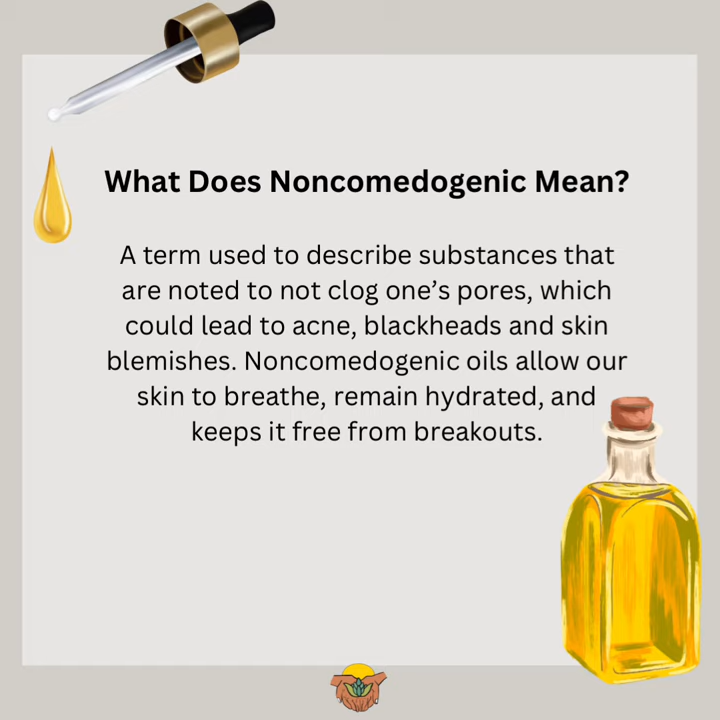 What Does Noncomedogenic Mean?
A term used to describe substances that
are noted to not clog one’s pores, which
could lead to acne, blackheads and skin
blemishes. Noncomedogenic oils allow our
skin to breathe, remain hydrated, and
keeps it free from breakouts.